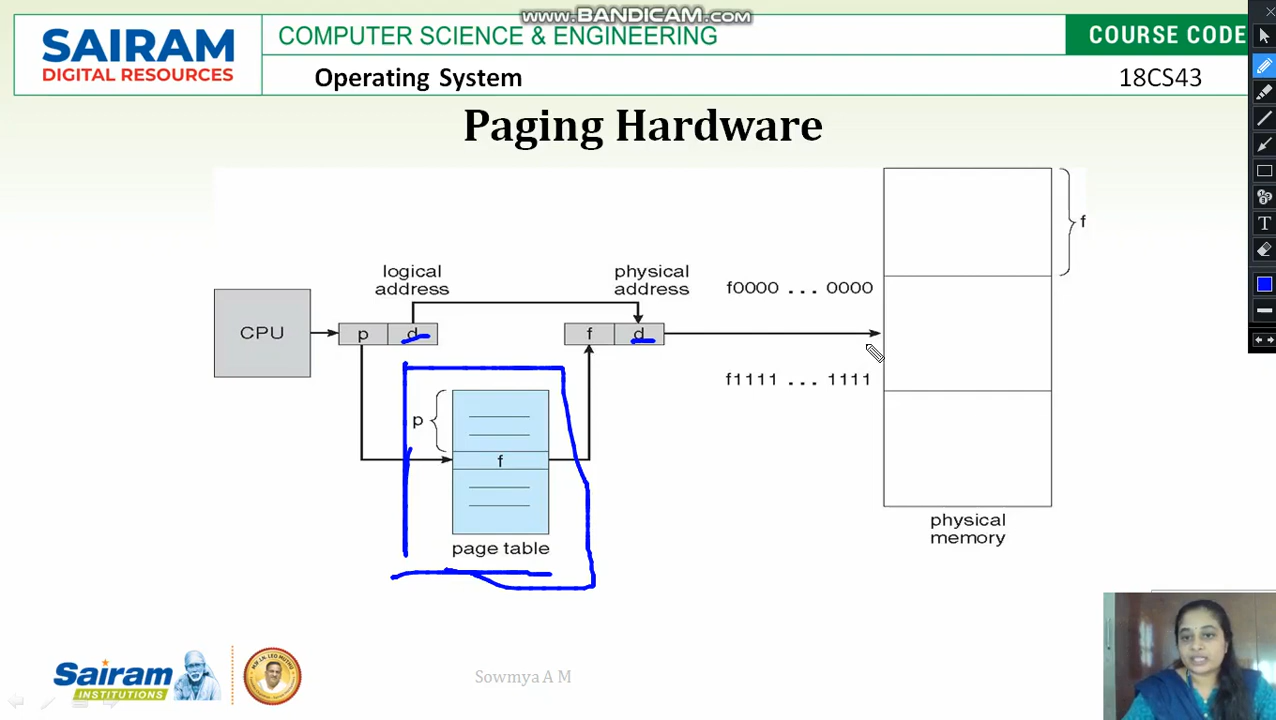 www.BANDICAM.com
SAIRAM
DIGITAL RESOURCES
COMPUTER SCIENCE & ENGINEERING
COURSE CODE
Operating System
18CS43
Paging Hardware
f
logical
address
physical
address
f0000 ... 0000
CPU
p d
f d
f1111 ... 1111
p
f
page table
physical
memory
Sairam
INSTITUTIONS
Sowmya A M